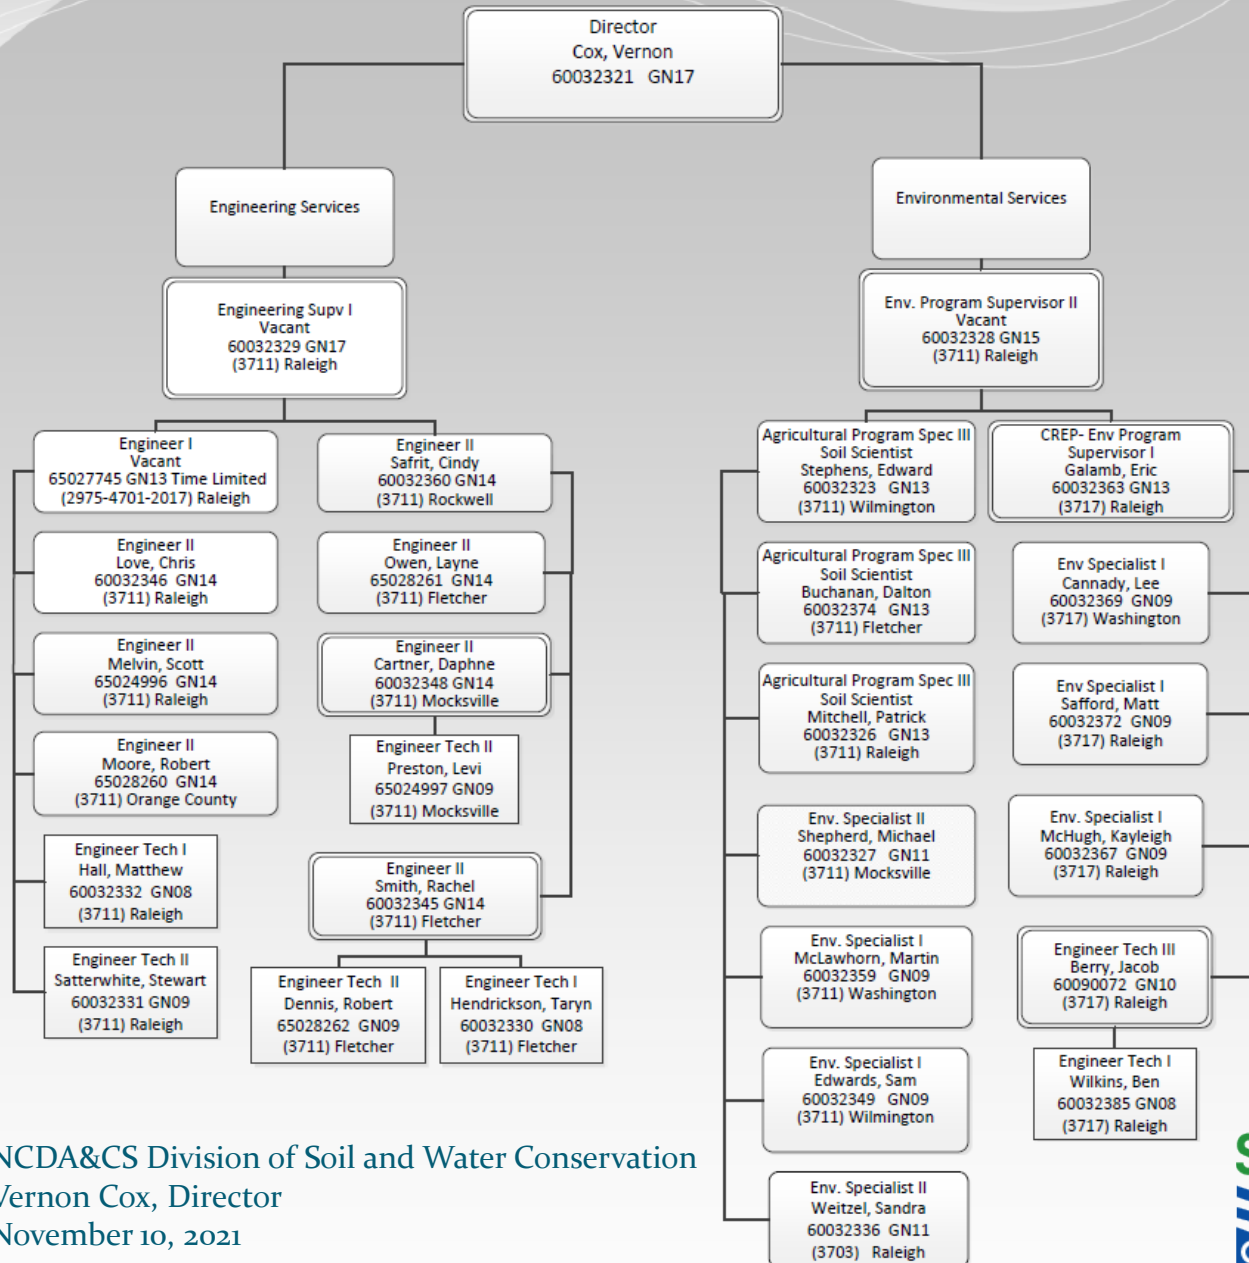 Director
Cox, Vernon
60032321 GN17
Engineering Services
Engineering Supv I
Vacant
60032329 GN17
(3711) Raleigh
Engineer I
Vacant
65027745 GN13 Time Limited
(2975-4701-2017) Raleigh
Engineer II
Love, Chris
60032346 GN14
(3711) Raleigh
Engineer II
Melvin, Scott
65024996 GN14
(3711) Raleigh
Engineer II
Moore, Robert
65028260 GN14
(3711) Orange County
Engineer Tech I
Hall, Matthew
60032332 GN08
(3711) Raleigh
Engineer Tech II
Satterwhite, Stewart
60032331 GN09
(3711) Raleigh
Engineer II
Safrit, Cindy
60032360 GN14
(3711) Rockwell
Engineer II
Owen, Layne
65028261 GN14
(3711) Fletcher
Engineer II
Cartner, Daphne
60032348 GN14
(3711) Mocksville
Engineer Tech II
Preston, Levi
65024997 GN09
(3711) Mocksville
Engineer II
Smith, Rachel
60032345 GN14
(3711) Fletcher
Engineer Tech II
Dennis, Robert
65028262 GN09
(3711) Fletcher
Engineer Tech I
Hendrickson, Taryn
60032330 GN08
(3711) Fletcher
Environmental Services
Env. Program Supervisor II
Vacant
60032328 GN15
(3711) Raleigh
Agricultural Program Spec III
Soil Scientist
Stephens, Edward
60032323 GN13
(3711) Wilmington
Agricultural Program Spec III
Soil Scientist
Buchanan, Dalton
60032374 GN13
(3711) Fletcher
Agricultural Program Spec III
Soil Scientist
Mitchell, Patrick
60032326 GN13
(3711) Raleigh
Env. Specialist II
Shepherd, Michael
60032327 GN11
(3711) Mocksville
Env. Specialist I
McLawhorn, Martin
60032359 GN09
(3711) Washington
Env. Specialist I
Edwards, Sam
60032349 GN09
(3711) Wilmington
Env. Specialist II
Weitzel, Sandra
60032336 GN11
(3703) Raleigh
CREP- Env Program
Supervisor I
Galamb, Eric
60032363 GN13
(3717) Raleigh
Env Specialist I
Cannady, Lee
60032369 GN09
(3717) Washington
Env Specialist I
Safford, Matt
60032372 GN09
(3717) Raleigh
Env. Specialist I
McHugh, Kayleigh
60032367 GN09
(3717) Raleigh
Engineer Tech III
Berry, Jacob
60090072 GN10
(3717) Raleigh
Engineer Tech I
Wilkins, Ben
60032385 GN08
(3717) Raleigh
NCDA&CS Division of Soil and Water Conservation
Vernon Cox, Director
November 10, 2021